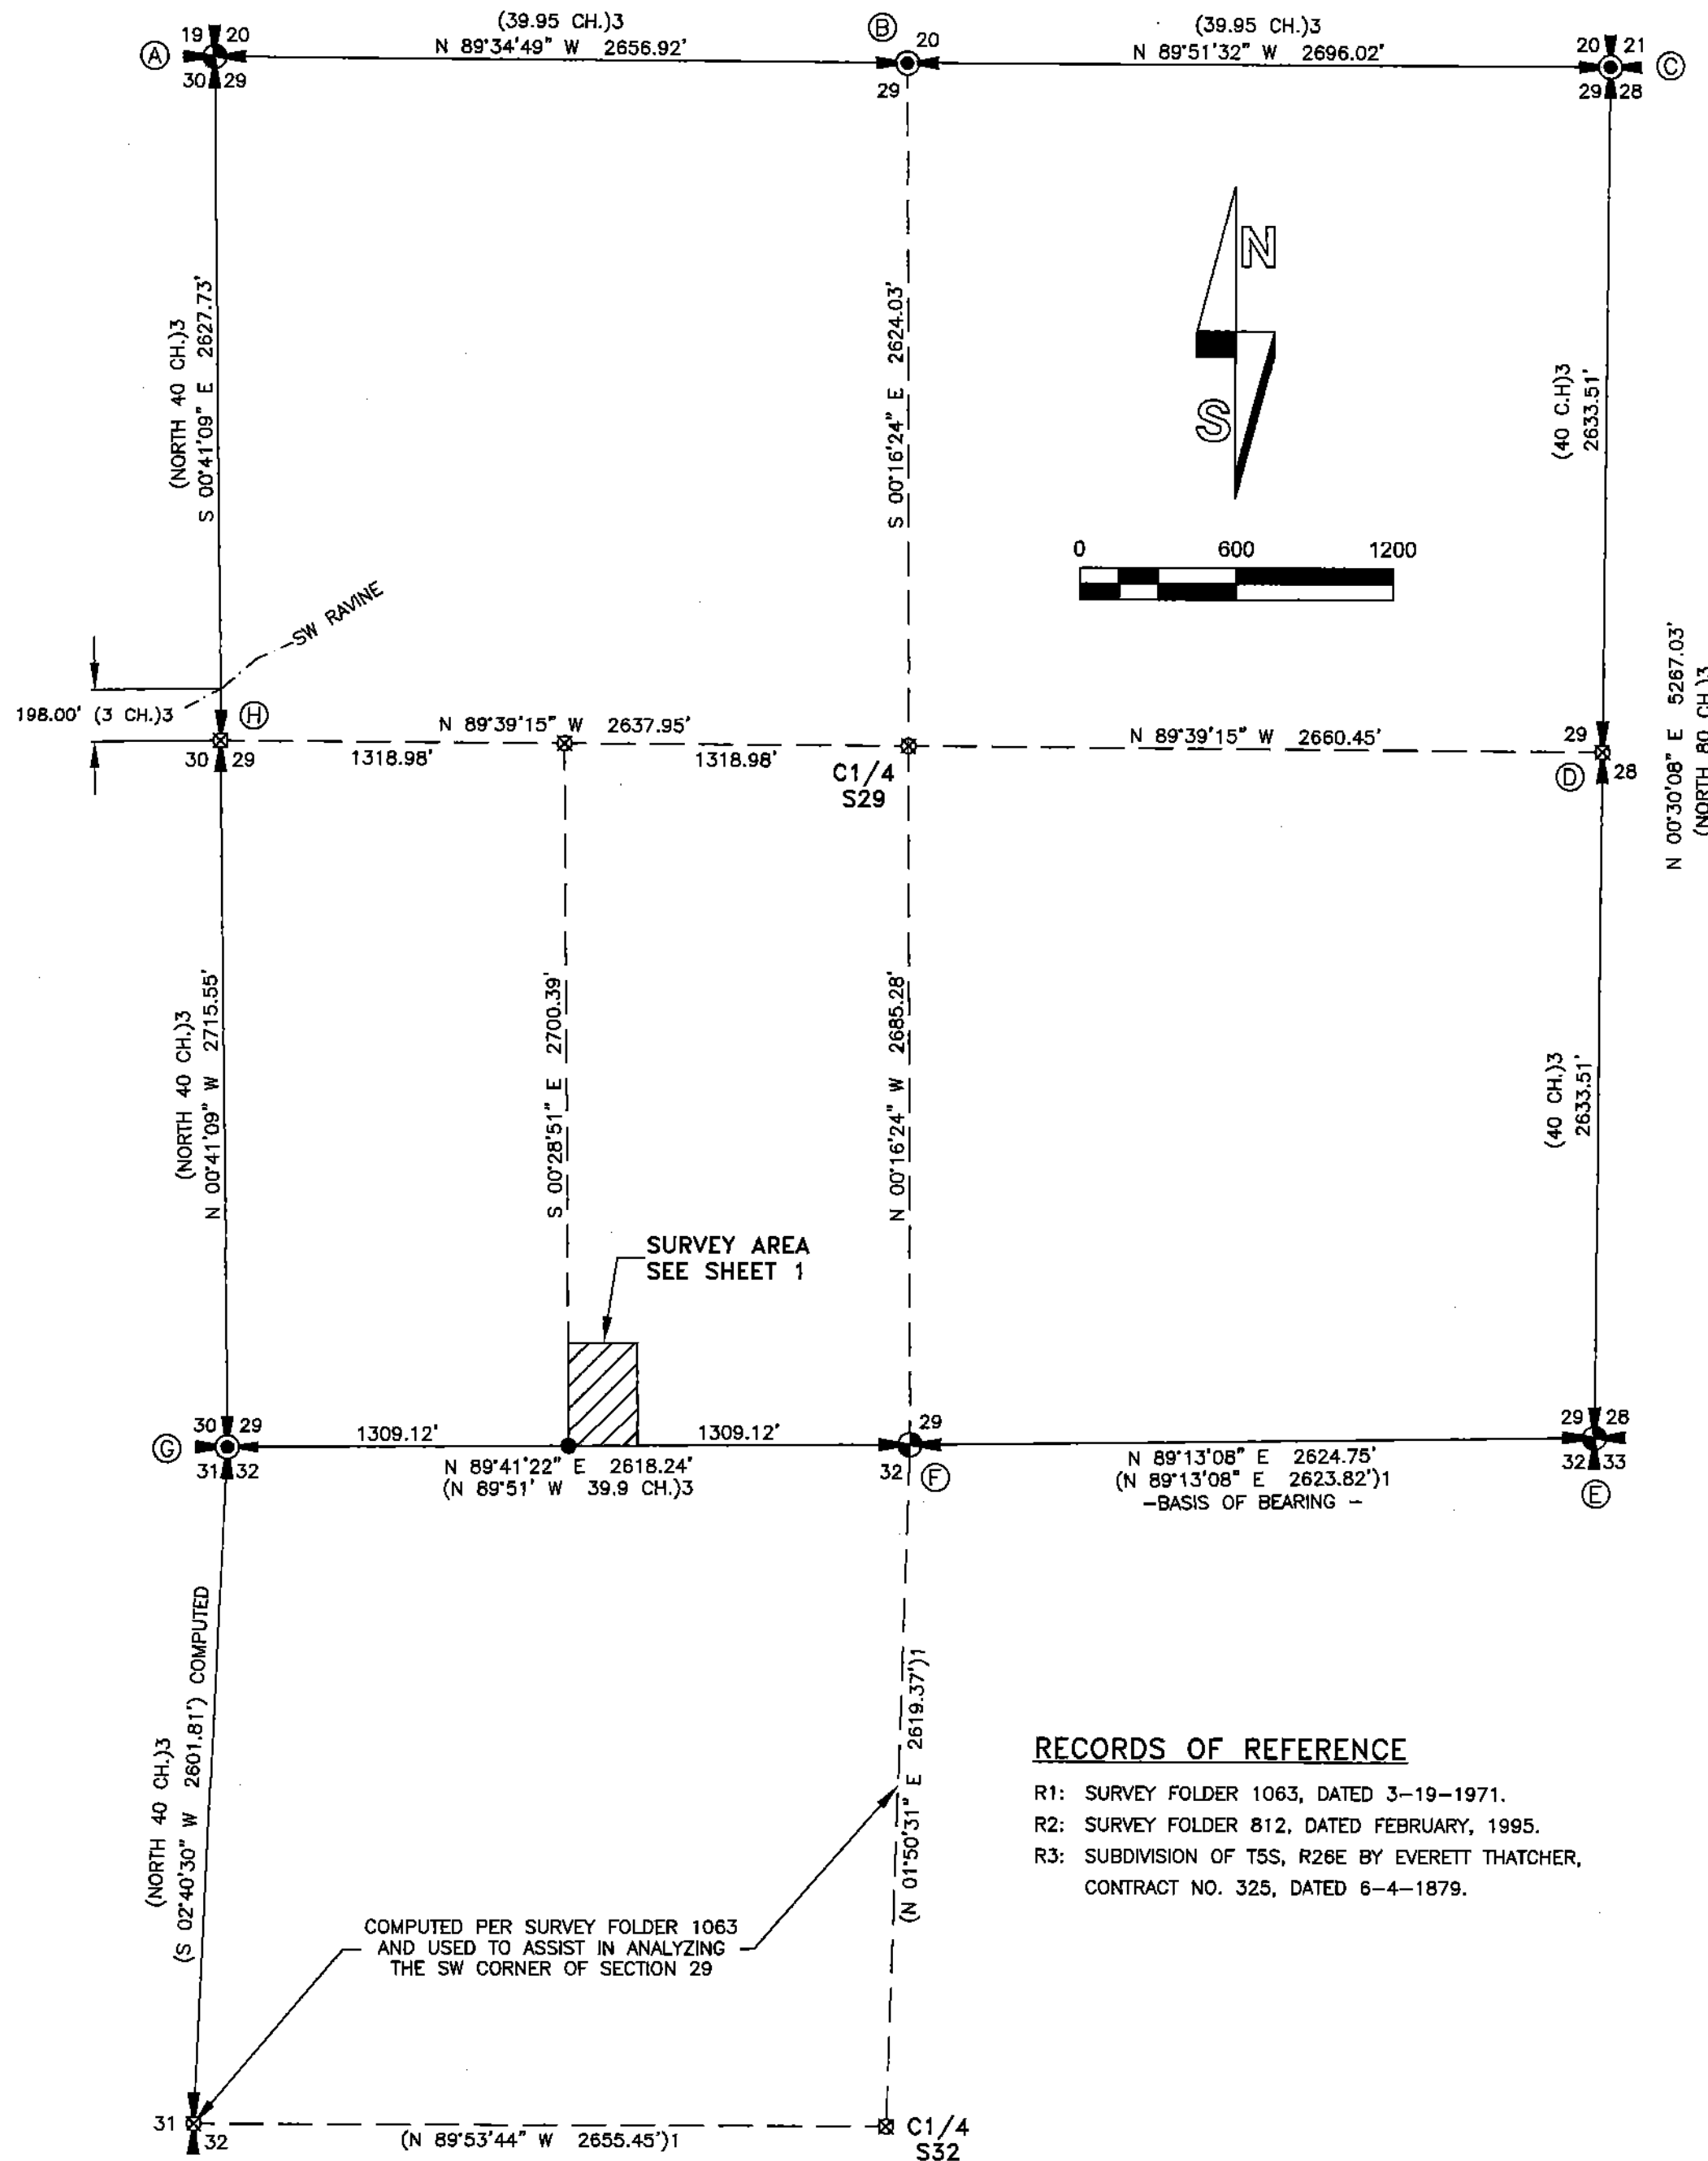 (39.95 CH.)3
N 89°34'49" W 2656.92'
(39.95 CH.)3
N 89°51'32" W 2696.02'
A
19 20
30 29
B
20
29
20 21
29 28
C
(NORTH 40 CH.)3
S 00°41'09" E 2627.73'
S 00°16'24" E 2624.03'
N
S
(40 C.H)3
2633.51'
0 600 1200
SW RAVINE
198.00' (3 CH.)3
H
30 29
N 89°39'15" W 2637.95'
1318.98' 1318.98'
C1/4
S29
N 89°39'15" W 2660.45'
29
28
D
N 00°30'08" E 5267.03'
(NORTH 80 CH.)3
(NORTH 40 CH.)3
N 00°41'09" W 2715.55'
S 00°28'51" E 2700.39'
N 00°16'24" W 2685.28'
(40 CH.)3
2633.51'
SURVEY AREA
SEE SHEET 1
G
30 29
31 32
1309.12' 1309.12'
N 89°41'22" E 2618.24'
(N 89°51' W 39.9 CH.)3
29
32
F
N 89°13'08" E 2624.75'
(N 89°13'08" E 2623.82')1
-BASIS OF BEARING -
29 28
32 33
E
(NORTH 40 CH.)3
(S 02°40'30" W 2601.81') COMPUTED
(N 01°50'31" E 2619.37')1
RECORDS OF REFERENCE
R1: SURVEY FOLDER 1063, DATED 3-19-1971.
R2: SURVEY FOLDER 812, DATED FEBRUARY, 1995.
R3: SUBDIVISION OF T5S, R26E BY EVERETT THATCHER,
CONTRACT NO. 325, DATED 6-4-1879.
COMPUTED PER SURVEY FOLDER 1063
AND USED TO ASSIST IN ANALYZING
THE SW CORNER OF SECTION 29
31
32
(N 89°53'44" W 2655.45')1
C1/4
S32